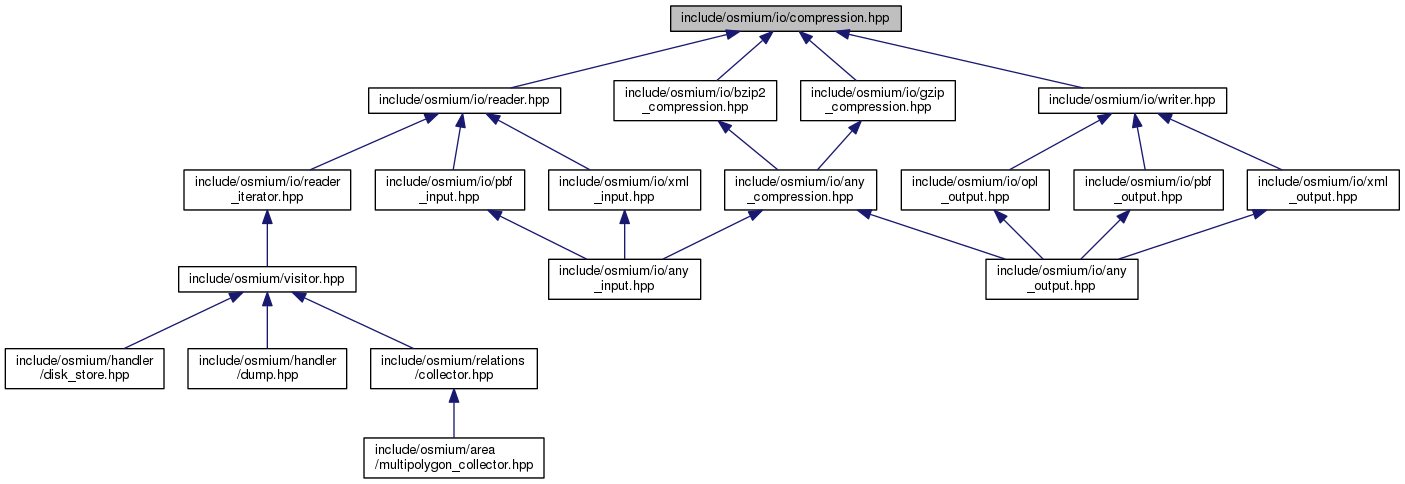 include/osmium/io/compression.hpp
include/osmium/io/reader.hpp
include/osmium/io/bzip2
_compression.hpp
include/osmium/io/gzip
_compression.hpp
include/osmium/io/writer.hpp
include/osmium/io/reader
_iterator.hpp
include/osmium/io/pbf
_input.hpp
include/osmium/io/xml
_input.hpp
include/osmium/io/any
_compression.hpp
include/osmium/io/opl
_output.hpp
include/osmium/io/pbf
_output.hpp
include/osmium/io/xml
_output.hpp
include/osmium/visitor.hpp
include/osmium/io/any
_input.hpp
include/osmium/io/any
_output.hpp
include/osmium/handler
/disk_store.hpp
include/osmium/handler
/dump.hpp
include/osmium/relations
/collector.hpp
include/osmium/area
/multipolygon_collector.hpp